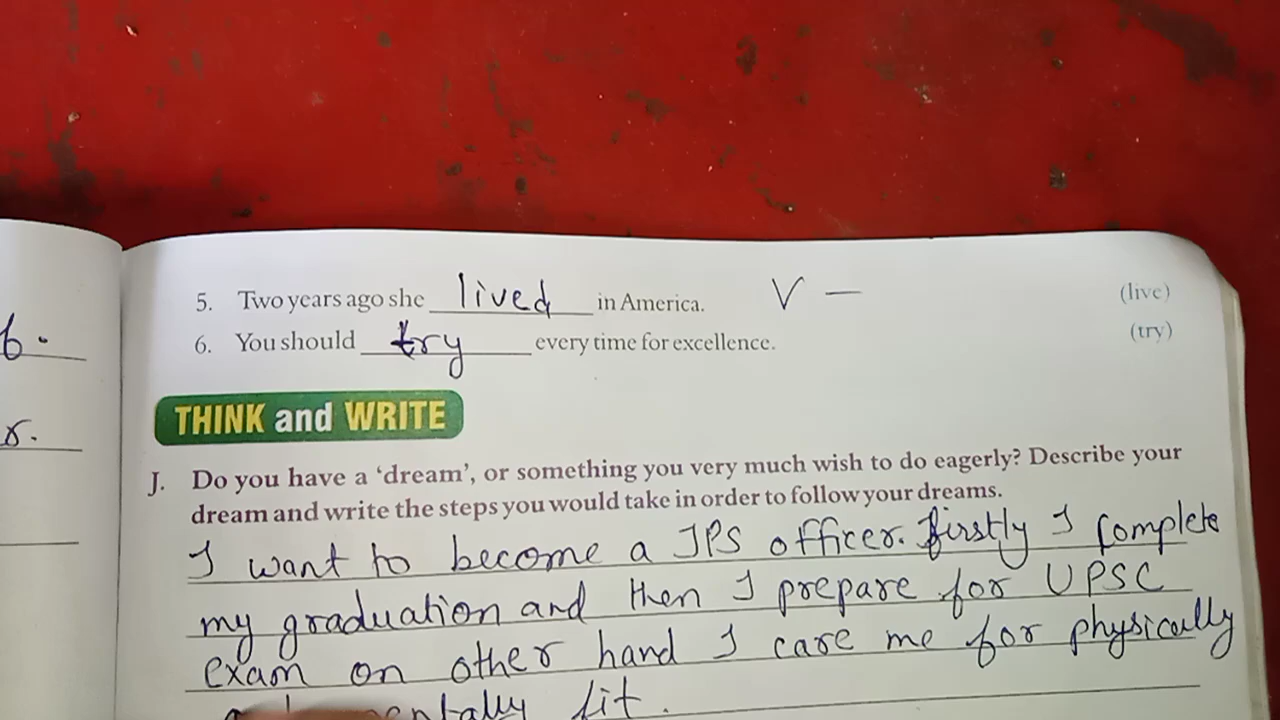 5. Two years ago she lived in America. V — (live)
6. You should try every time for excellence. (try)
6.
r.
THINK and WRITE
J. Do you have a 'dream', or something you very much wish to do eagerly? Describe your
dream and write the steps you would take in order to follow your dreams.
I want to become a IPS officer. firstly I complete
my graduation and then I prepare for UPSC
exam on other hand I care me for physically
fit.